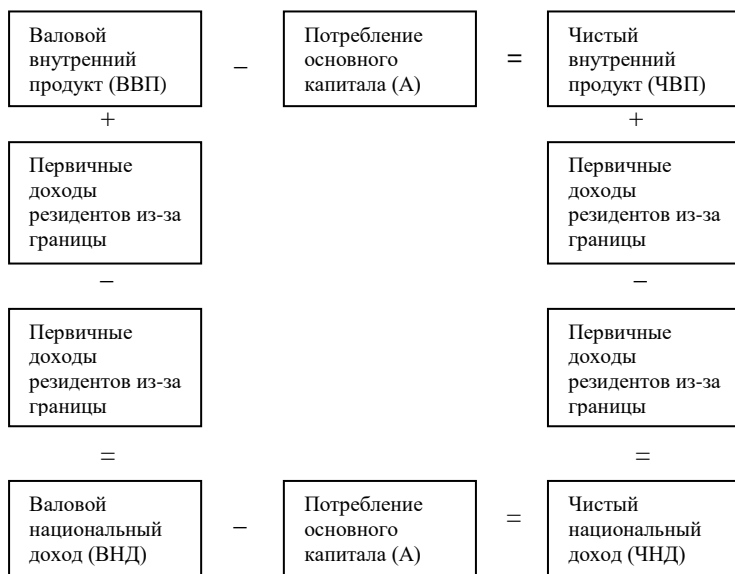 Валовой
внутренний
продукт (ВВП)
–
Потребление
основного
капитала (А)
=
Чистый
внутренний
продукт (ЧВП)
+
+
Первичные
доходы
резидентов из-за
границы
Первичные
доходы
резидентов из-за
границы
–
–
Первичные
доходы
резидентов из-за
границы
Первичные
доходы
резидентов из-за
границы
=
=
Валовой
национальный
доход (ВНД)
–
Потребление
основного
капитала (А)
=
Чистый
национальный
доход (ЧНД)